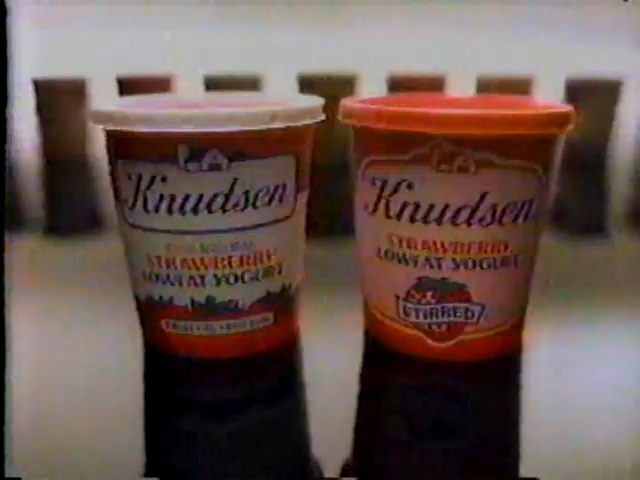 Knudsen
STRAWBERRY
LOWFAT YOGURT
Knudsen
STRAWBERRY
LOWFAT YOGURT
STIRRED